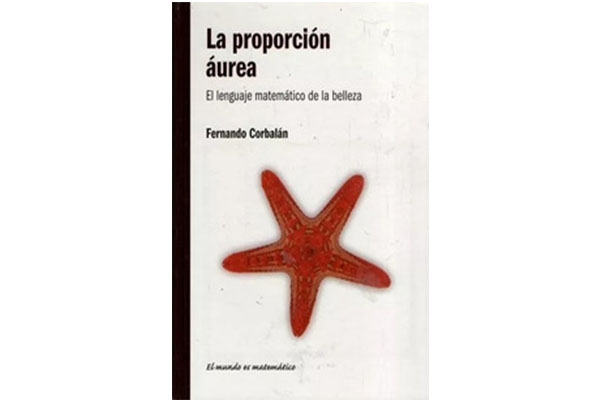 La proporción
áurea
El lenguaje matemático de la belleza
Fernando Corbalán
El mundo es matemático